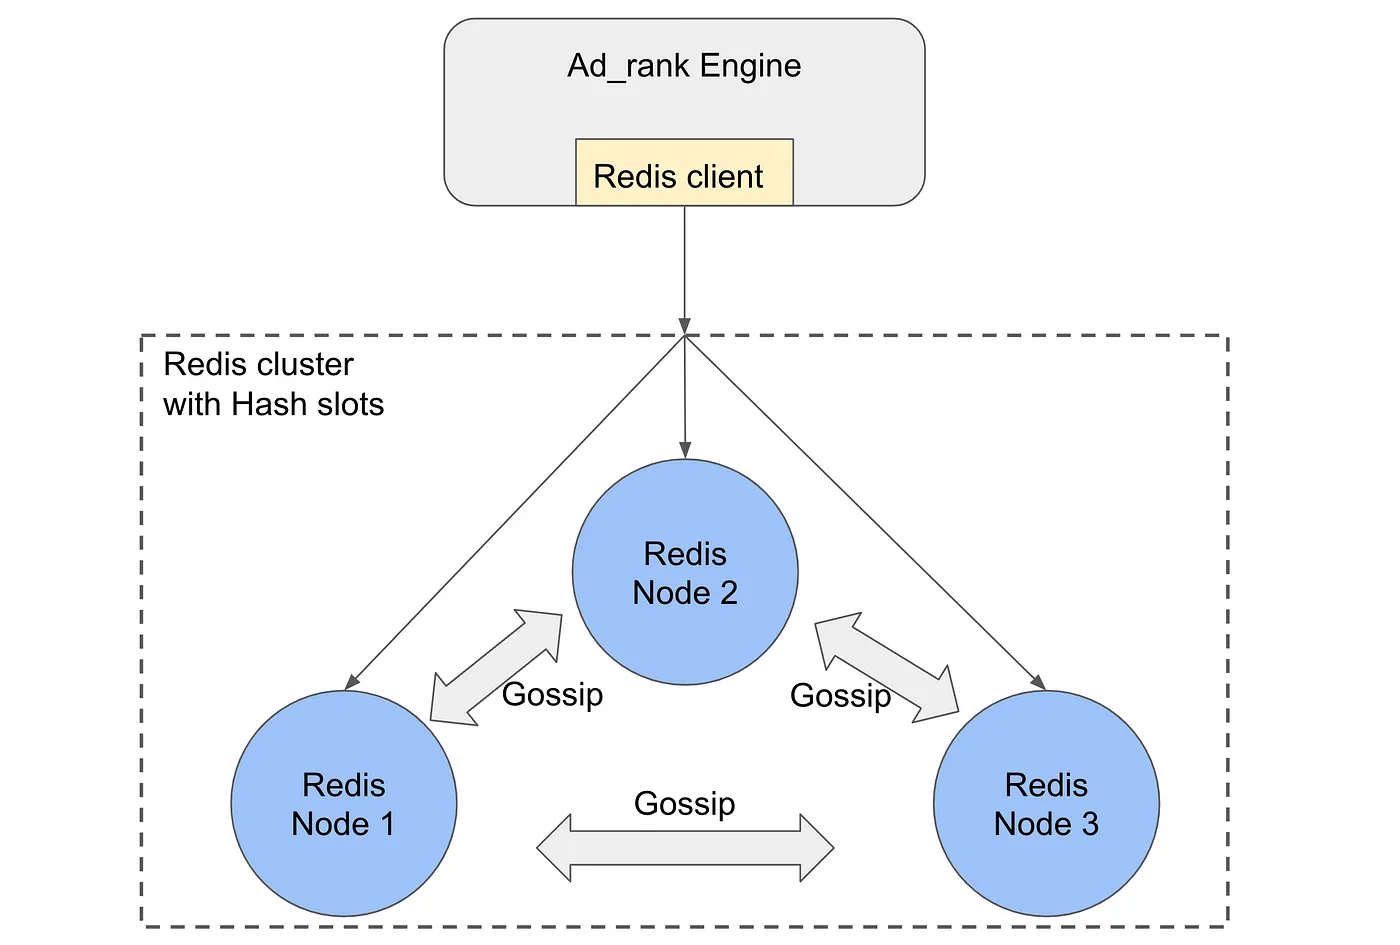 Ad_rank Engine
Redis client
Redis cluster
with Hash slots
Redis
Node 2
Gossip
Gossip
Redis
Node 1
Gossip
Redis
Node 3